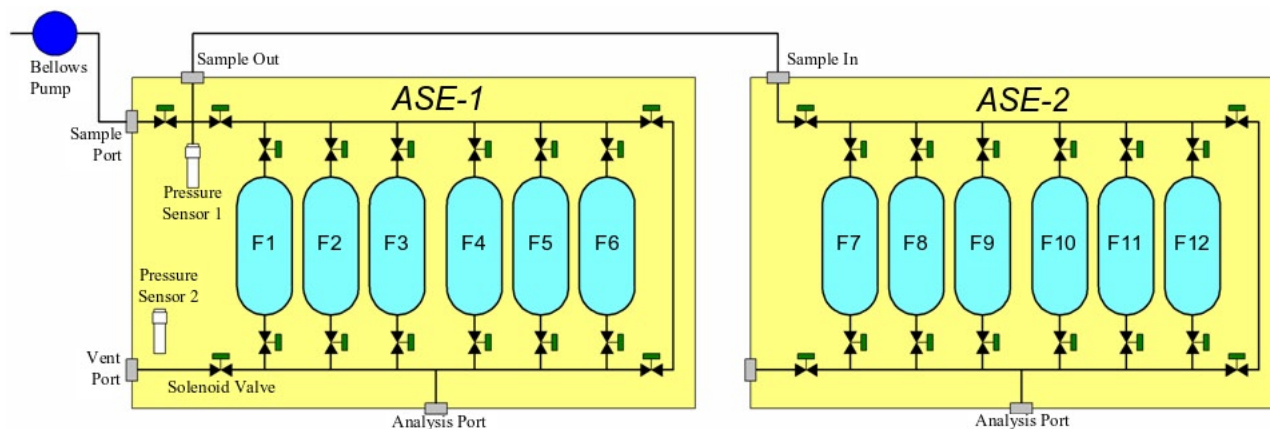 Bellows
Pump
Sample Out
Sample In
ASE-1
ASE-2
Sample
Port
Pressure
Sensor 1
F1
F2
F3
F4
F5
F6
F7
F8
F9
F10
F11
F12
Pressure
Sensor 2
Vent
Port
Solenoid Valve
Analysis Port
Analysis Port